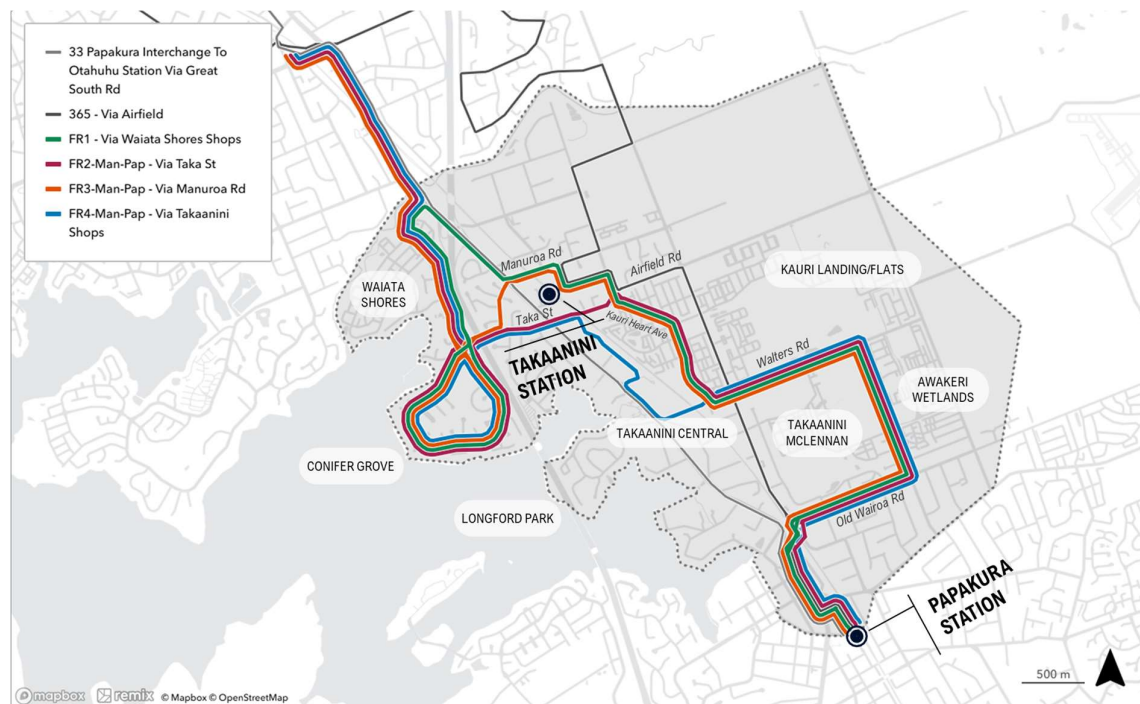 33 Papakura Interchange To
Otahuhu Station Via Great
South Rd
365 - Via Airfield
FR1 - Via Waiata Shores Shops
FR2-Man-Pap - Via Taka St
FR3-Man-Pap - Via Manuroa Rd
FR4-Man-Pap - Via Takaanini
Shops
Manuroa Rd
Airfield Rd
KAURI LANDING/FLATS
WAIATA
SHORES
Taka St
Kauri Heart Ave
TAKAANINI
STATION
Walters Rd
AWAKERI
WETLANDS
TAKAANINI CENTRAL
TAKAANINI
MCLENNAN
CONIFER GROVE
LONGFORD PARK
Old Wairoa Rd
PAPAKURA
STATION
500 m
mapbox remix © Mapbox © OpenStreetMap